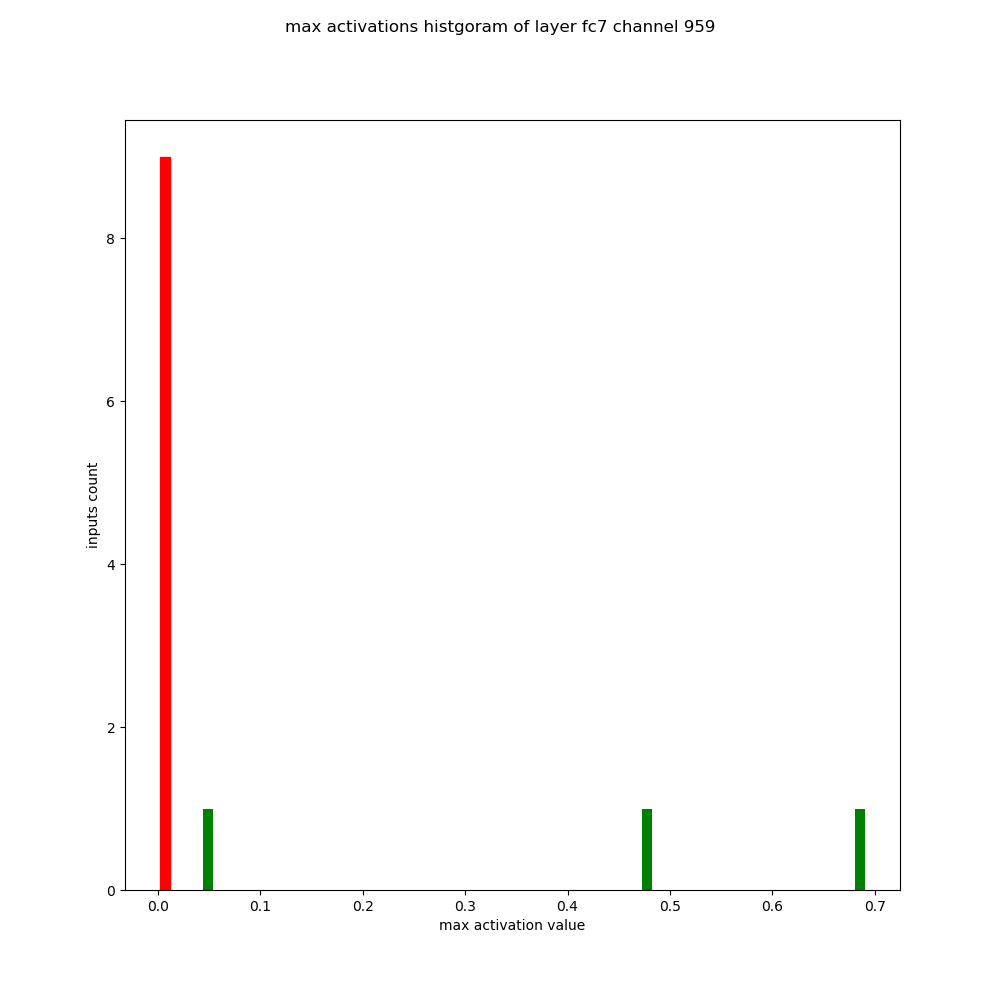 max activations histgoram of layer fc7 channel 959
8
6
4
2
0
inputs count
0.0 0.1 0.2 0.3 0.4 0.5 0.6 0.7
max activation value